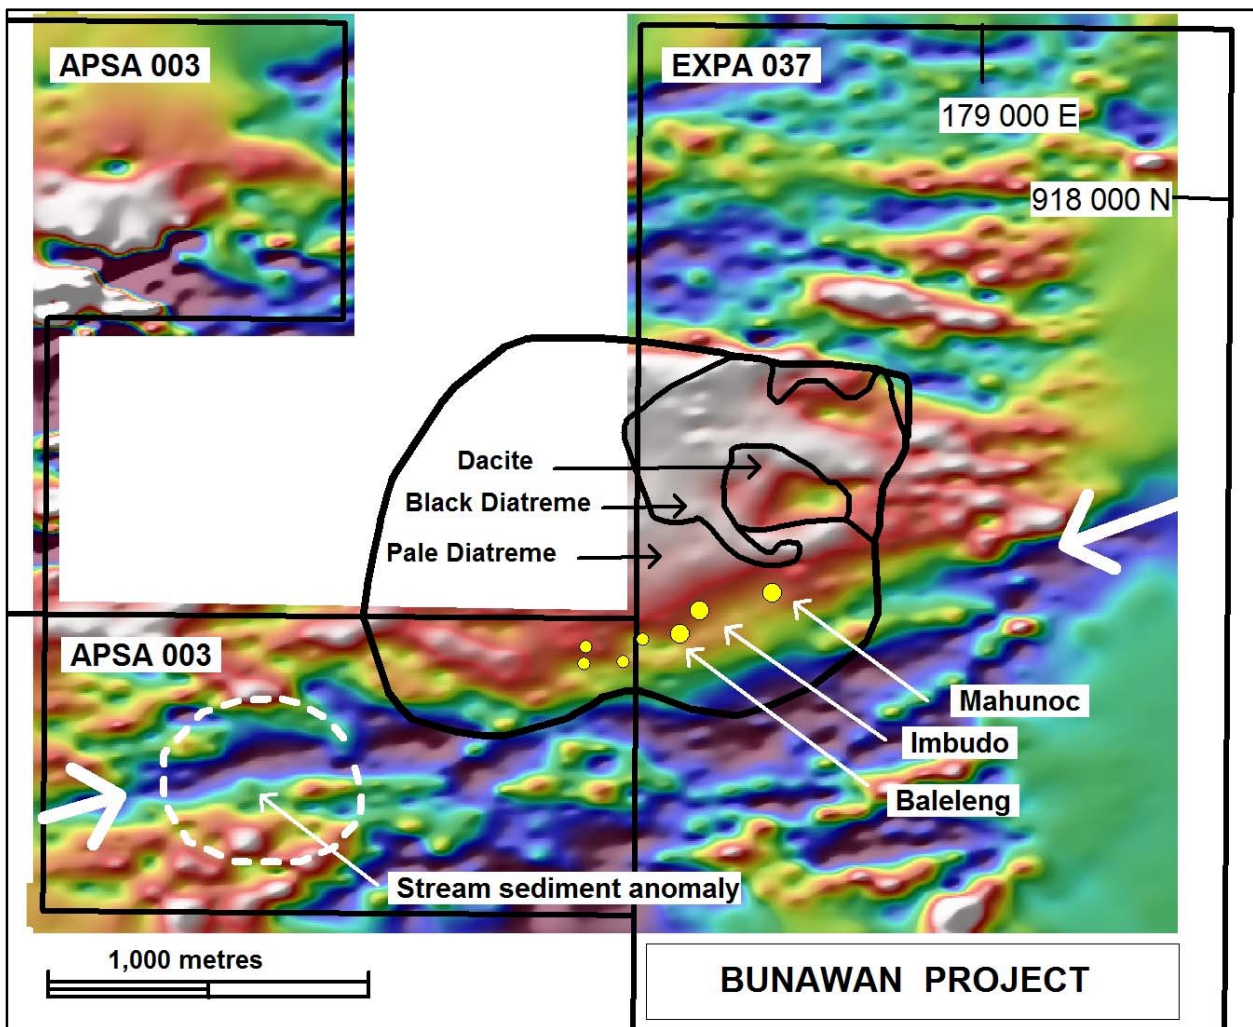 APSA 003
EXPA 037
179 000 E
918 000 N
Dacite
Black Diatreme
Pale Diatreme
APSA 003
Mahunoc
Imbudo
Baleleng
Stream sediment anomaly
1,000 metres
BUNAWAN PROJECT